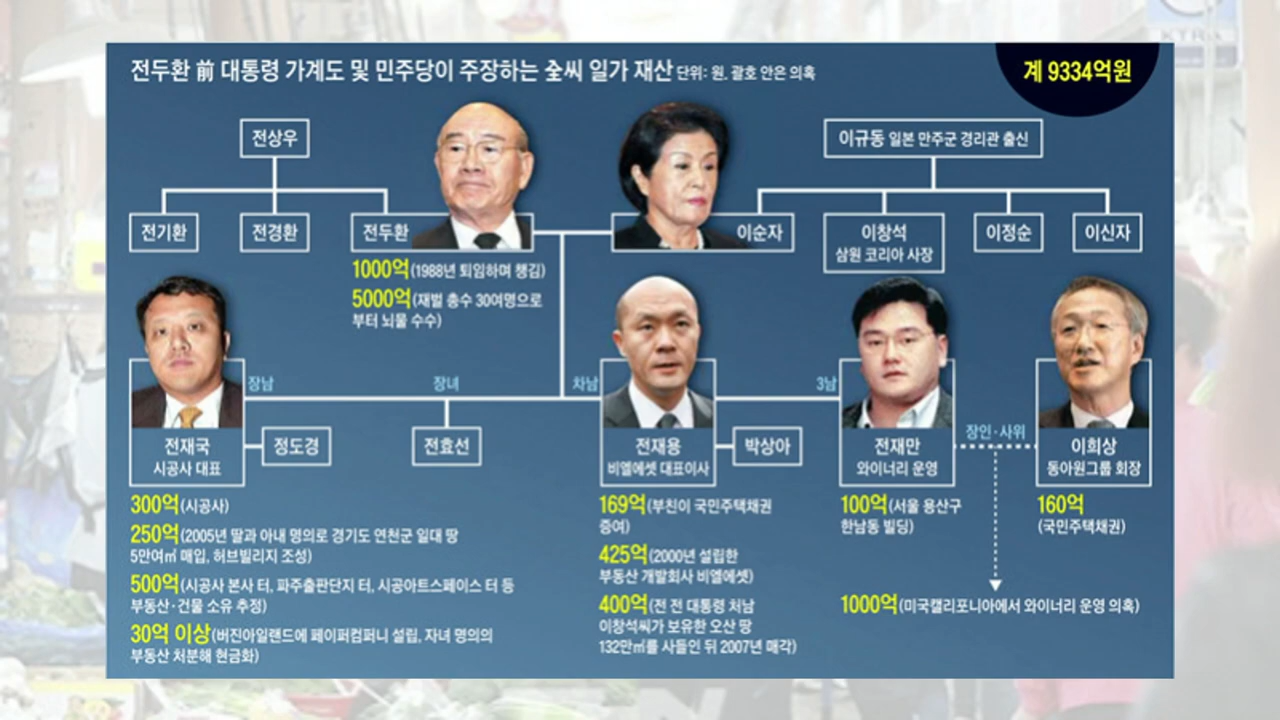 KTRA
전두환 前 대통령 가계도 및 민주당이 주장하는 全씨 일가 재산 단위: 원, 괄호 안은 의혹
계 9334억원
전상우
이규동 일본 만주군 경리관 출신
전기환
전경환
전두환
이순자
이창석
삼원 코리아 사장
이정순
이신자
1000억(1988년 퇴임하며 챙김)
5000억(재벌 총수 30여명으로
부터 뇌물 수수)
장남
장녀
차남
3남
전재국
시공사 대표
정도경
전효선
전재용
비엘에셋 대표이사
박상아
전재만
와이너리 운영
장인·사위
이희상
동아원그룹 회장
300억(시공사)
250억(2005년 딸과 아내 명의로 경기도 연천군 일대 땅
5만여㎡ 매입, 허브빌리지 조성)
500억(시공사 본사 터, 파주출판단지 터, 시공아트스페이스 터 등
부동산·건물 소유 추정)
30억 이상(버진아일랜드에 페이퍼컴퍼니 설립, 자녀 명의의
부동산 처분해 현금화)
169억(부친이 국민주택채권
증여)
425억(2000년 설립한
부동산 개발회사 비엘에셋)
400억(전 전 대통령 처남
이창석씨가 보유한 오산 땅
132만㎡를 사들인 뒤 2007년 매각)
100억(서울 용산구
한남동 빌딩)
160억
(국민주택채권)
1000억(미국캘리포니아에서 와이너리 운영 의혹)